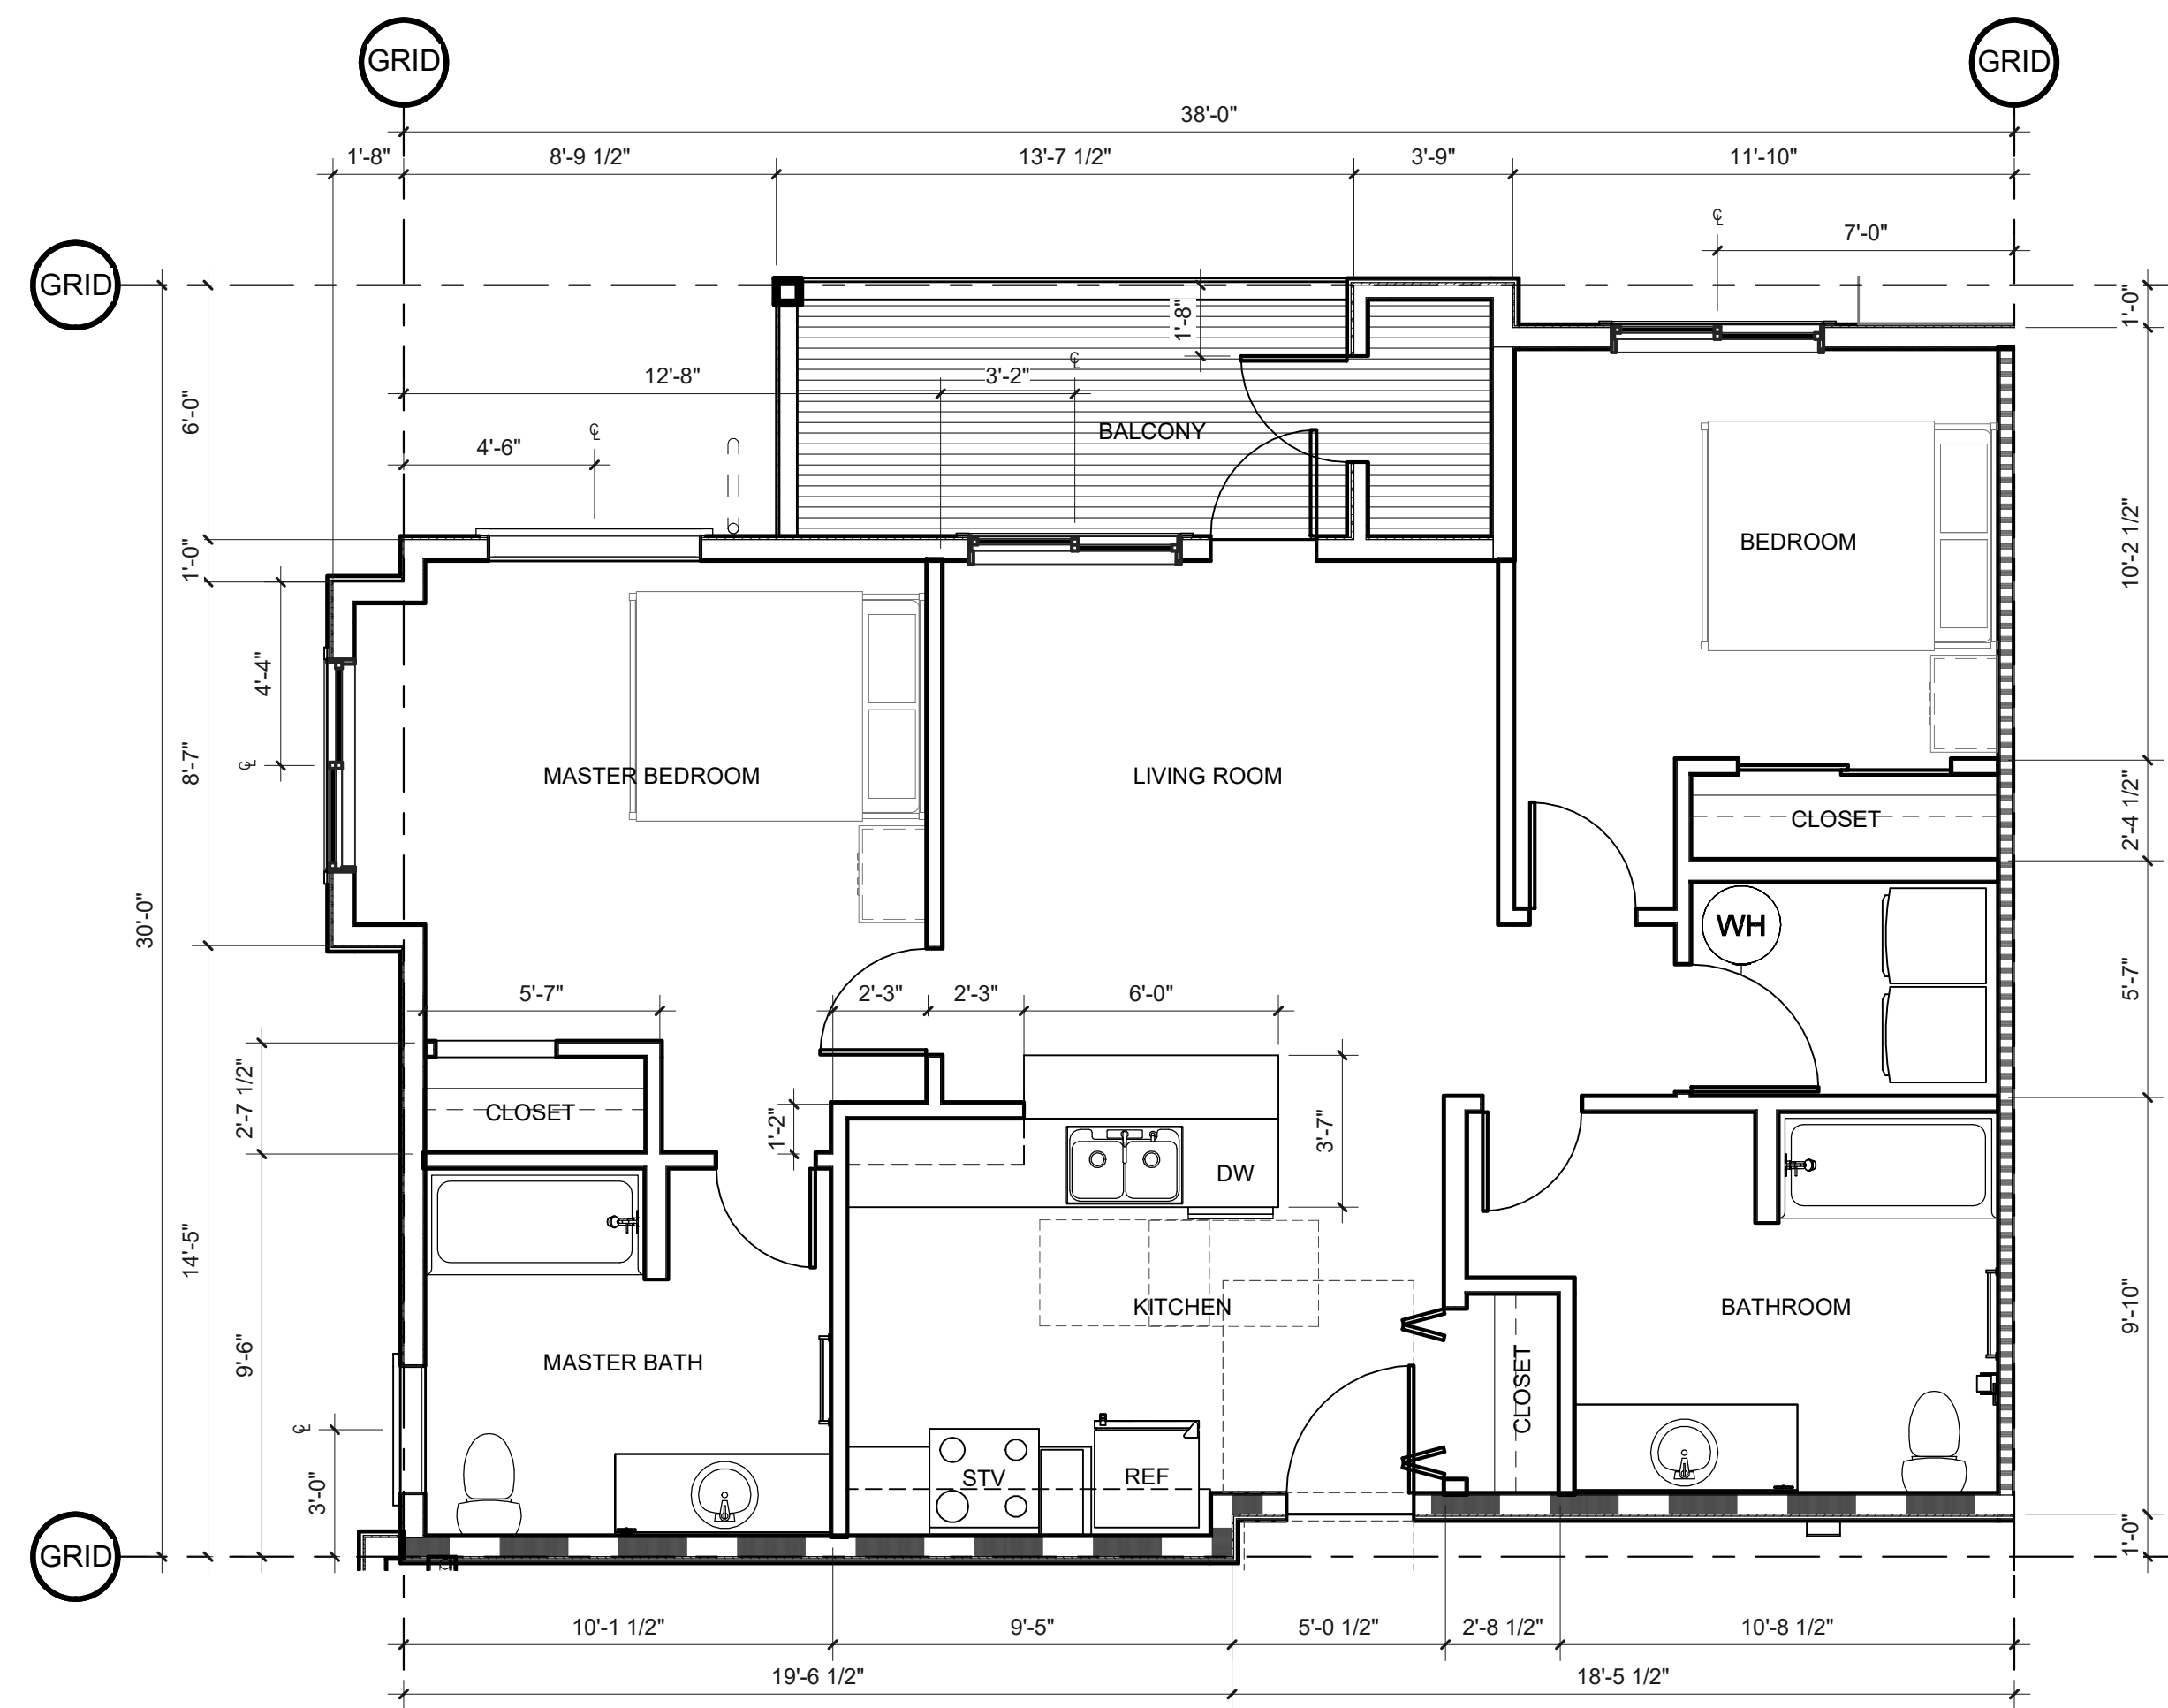 GRID
GRID
38'-0"
1'-8"
8'-9 1/2"
13'-7 1/2"
3'-9"
11'-10"
℄
7'-0"
GRID
1'-8"
1'-0"
℄
12'-8"
3'-2"
6'-0"
BALCONY
℄
4'-6"
BEDROOM
10'-2 1/2"
1'-0"
4'-4"
℄
8'-7"
MASTER BEDROOM
LIVING ROOM
CLOSET
2'-4 1/2"
30'-0"
WH
5'-7"
5'-7"
2'-3"
2'-3"
6'-0"
2'-7 1/2"
CLOSET
1'-2"
3'-7"
DW
14'-5"
KITCHEN
BATHROOM
9'-10"
9'-6"
MASTER BATH
CLOSET
℄
3'-0"
STV
REF
GRID
1'-0"
10'-1 1/2"
9'-5"
5'-0 1/2"
2'-8 1/2"
10'-8 1/2"
19'-6 1/2"
18'-5 1/2"